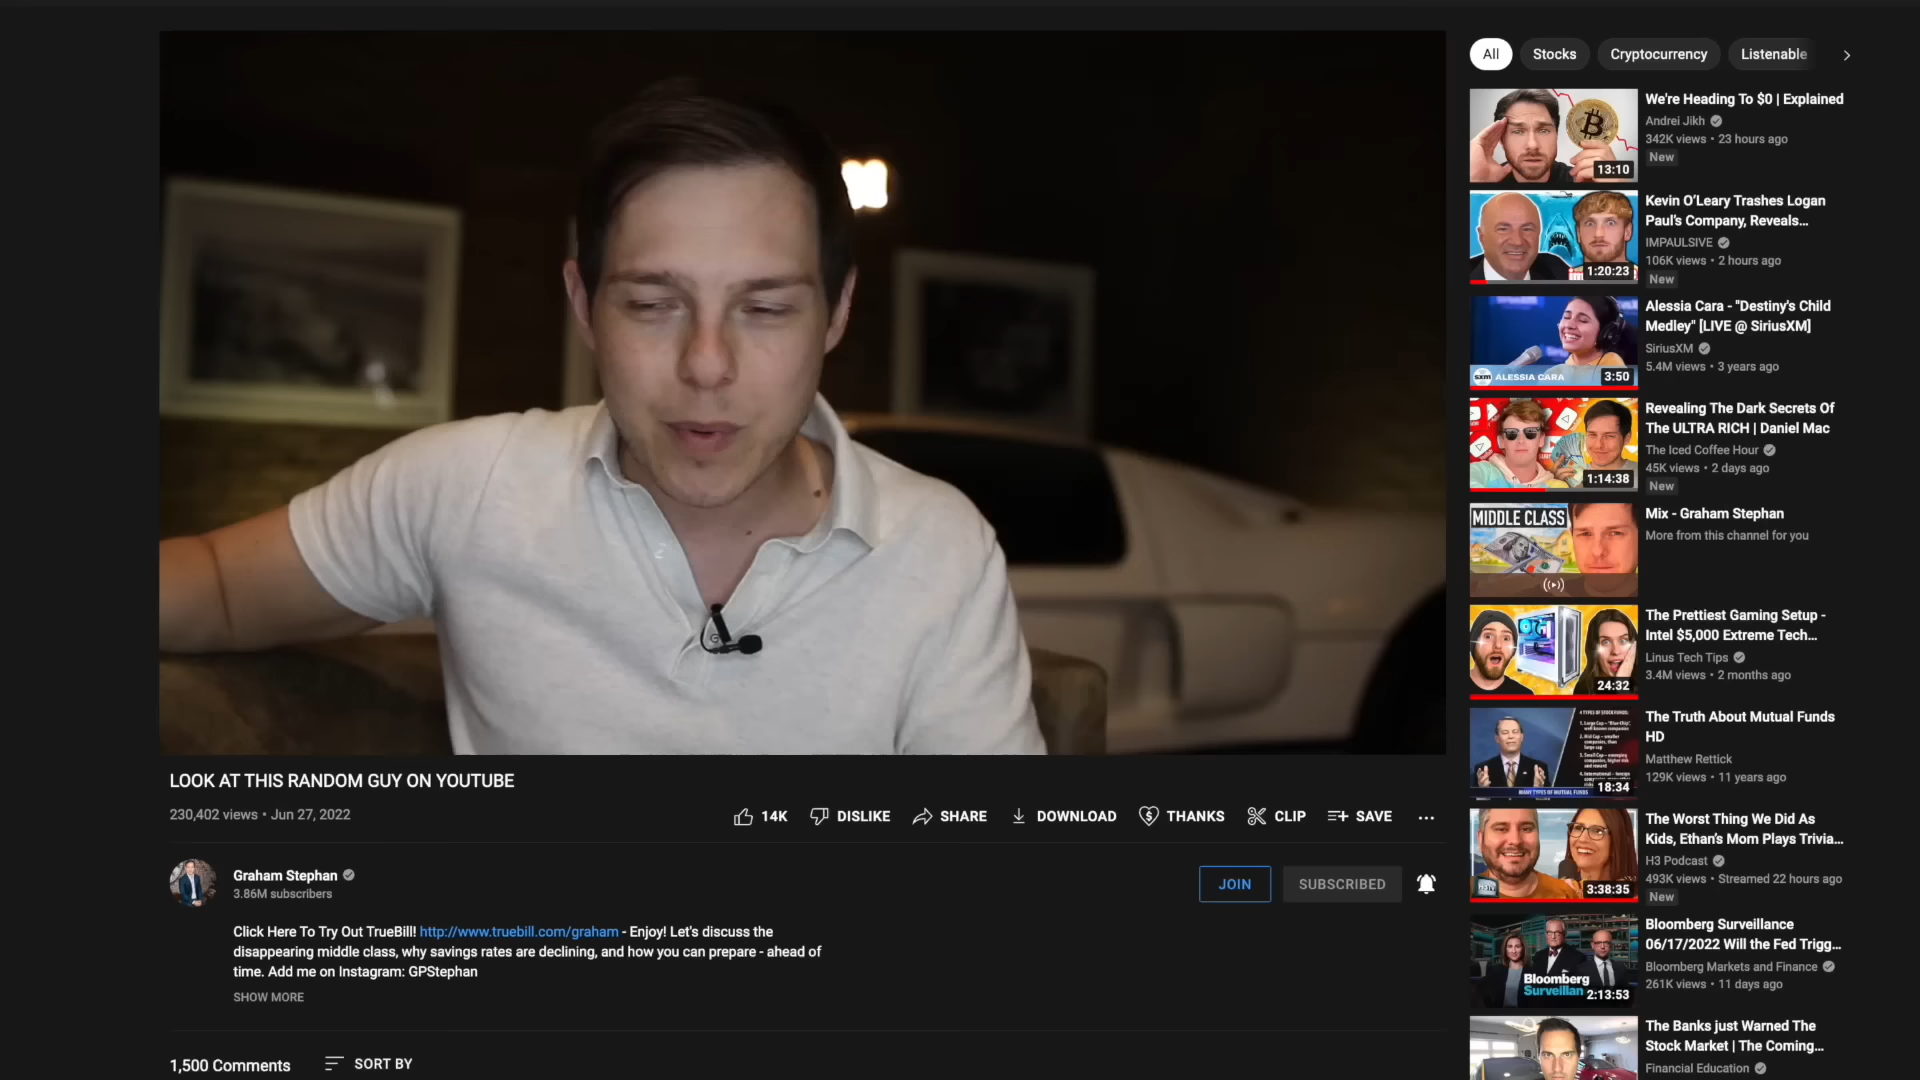 All
Stocks
Cryptocurrency
Listenable
13:10
We're Heading To $0 | Explained
Andrei Jikh
342K views • 23 hours ago
New
1:20:23
Kevin O'Leary Trashes Logan
Paul's Company, Reveals...
IMPAULSIVE
106K views • 2 hours ago
New
sxm ALESSIA CARA
3:50
Alessia Cara - "Destiny's Child
Medley" [LIVE @ SiriusXM]
SiriusXM
5.4M views • 3 years ago
1:14:38
Revealing The Dark Secrets Of
The ULTRA RICH | Daniel Mac
The Iced Coffee Hour
45K views • 2 days ago
New
MIDDLE CLASS
Mix - Graham Stephan
More from this channel for you
24:32
The Prettiest Gaming Setup -
Intel $5,000 Extreme Tech...
Linus Tech Tips
3.4M views • 2 months ago
4 TYPES OF STOCK FUNDS:
MANY TYPES OF MUTUAL FUNDS
18:34
The Truth About Mutual Funds
HD
Matthew Rettick
129K views • 11 years ago
3:38:35
The Worst Thing We Did As
Kids, Ethan's Mom Plays Trivia...
H3 Podcast
493K views • Streamed 22 hours ago
New
Bloomberg
Surveillan
2:13:53
Bloomberg Surveillance
06/17/2022 Will the Fed Trigg...
Bloomberg Markets and Finance
261K views • 11 days ago
The Banks just Warned The
Stock Market | The Coming...
Financial Education
LOOK AT THIS RANDOM GUY ON YOUTUBE
230,402 views • Jun 27, 2022
14K
DISLIKE
SHARE
DOWNLOAD
THANKS
CLIP
SAVE
Graham Stephan
3.86M subscribers
JOIN
SUBSCRIBED
Click Here To Try Out TrueBill! http://www.truebill.com/graham - Enjoy! Let's discuss the
disappearing middle class, why savings rates are declining, and how you can prepare - ahead of
time. Add me on Instagram: GPStephan
SHOW MORE
1,500 Comments
SORT BY